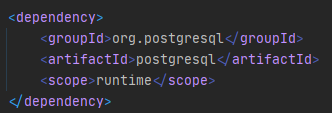 <dependency>
    <groupId>org.postgresql</groupId>
    <artifactId>postgresql</artifactId>
    <scope>runtime</scope>
</dependency>